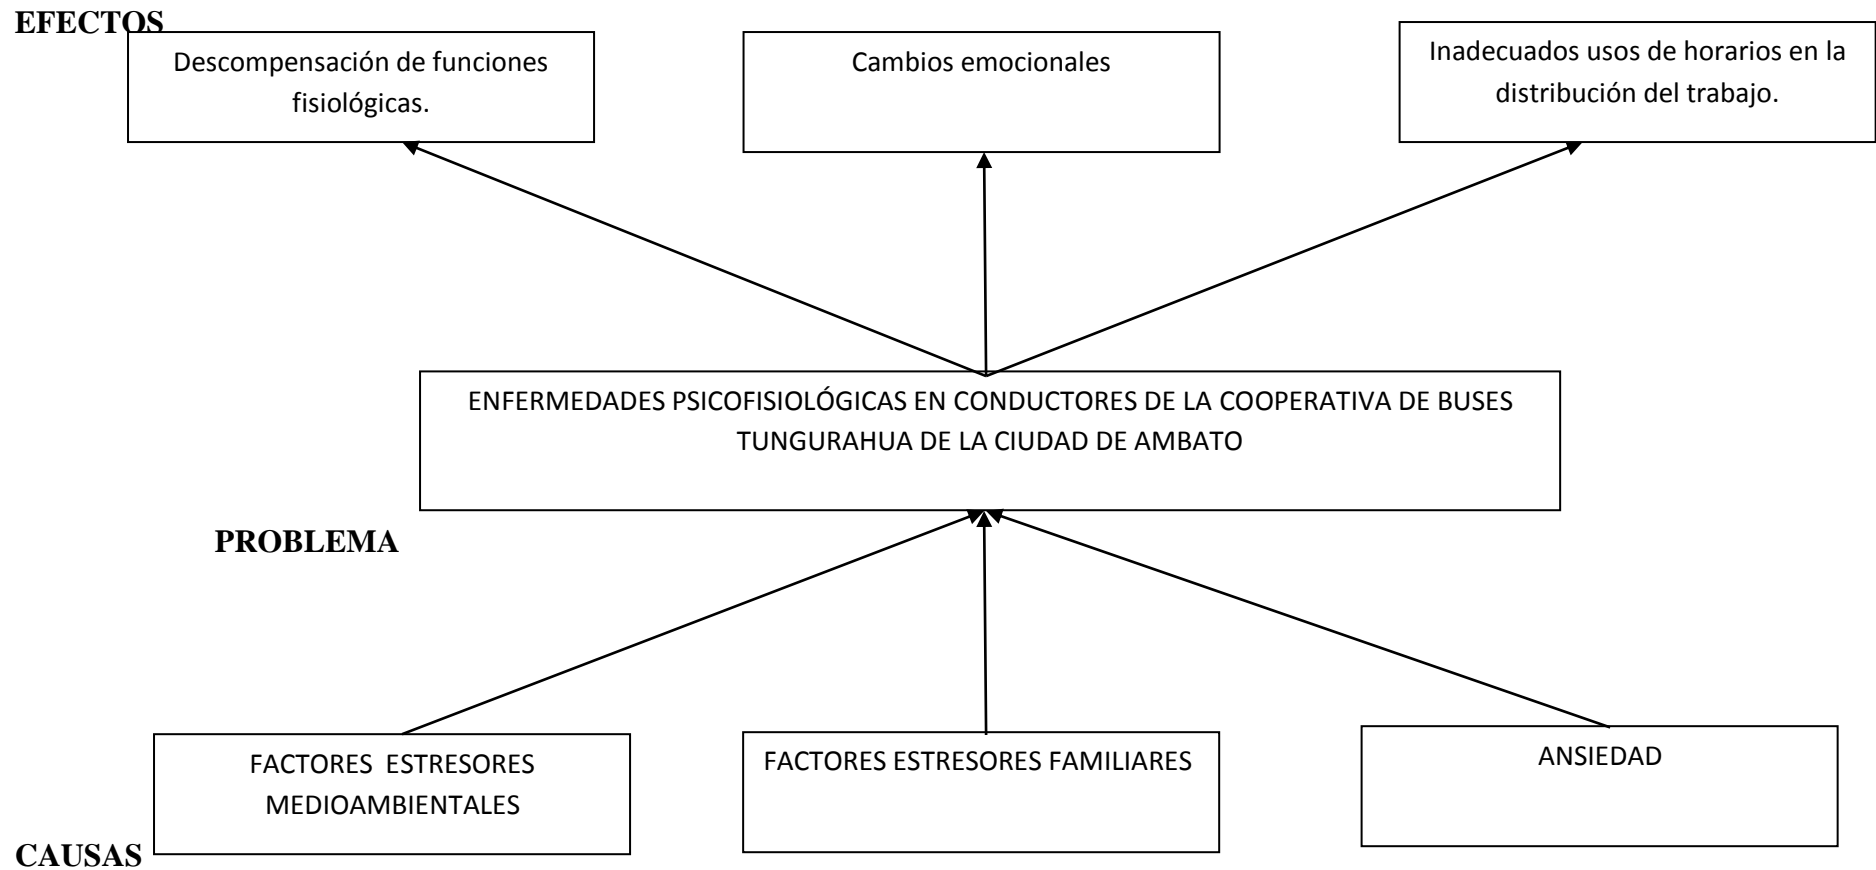 EFECTOS
Descompensación de funciones
fisiológicas.
Cambios emocionales
Inadecuados usos de horarios en la
distribución del trabajo.
ENFERMEDADES PSICOFISIOLÓGICAS EN CONDUCTORES DE LA COOPERATIVA DE BUSES
TUNGURAHUA DE LA CIUDAD DE AMBATO
PROBLEMA
FACTORES ESTRESORES
MEDIOAMBIENTALES
FACTORES ESTRESORES FAMILIARES
ANSIEDAD
CAUSAS